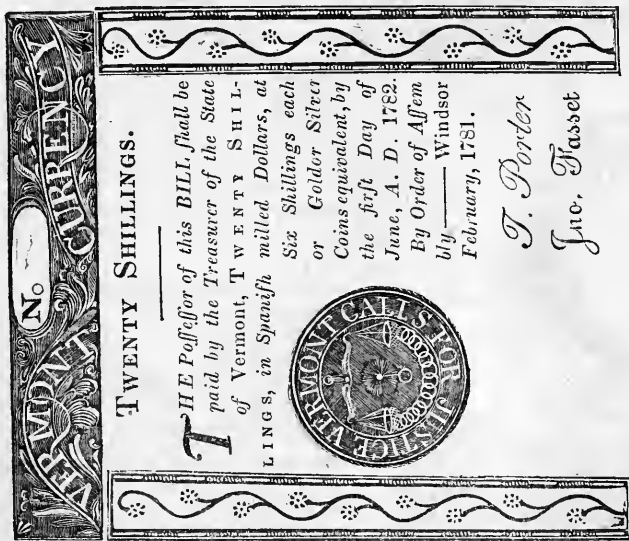 VERMONT No CURRENCY
TWENTY SHILLINGS.
THE Poſſeſſor of this BILL ſhall be
paid by the Treaſurer of the State
of Vermont, TWENTY SHIL-
LINGS, in Spaniſh milled Dollars, at
Six Shillings each
or Goldor Silver
Coins equivalent, by
the firſt Day of
June, A. D. 1782.
By Order of Aſſem
bly —— Windsor
February, 1781.
VERMONT CALLS FOR JUSTICE
T. Porter
Jno. Fasset